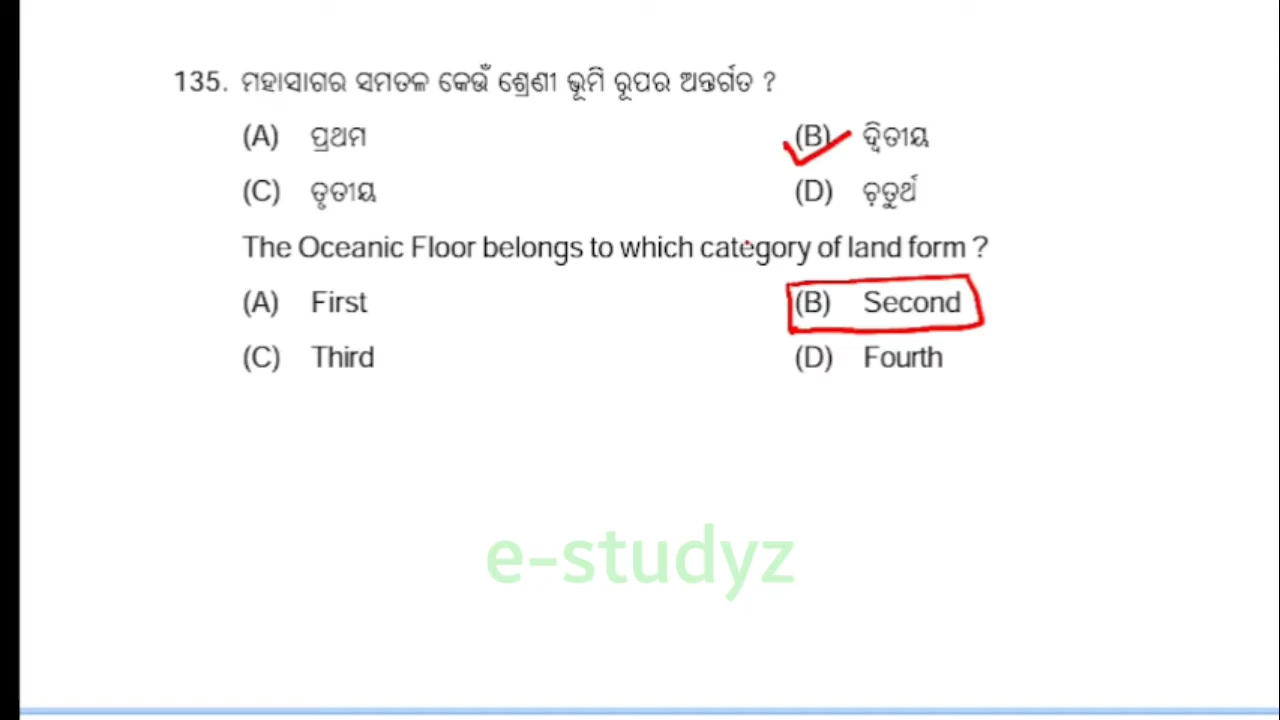 135. ମହାସାଗର ସମତଳ କେଉଁ ଶ୍ରେଣୀ ଭୂମି ରୂପର ଅନ୍ତର୍ଗତ ?
(A) ପ୍ରଥମ (B) ଦ୍ୱିତୀୟ
(C) ତୃତୀୟ (D) ଚତୁର୍ଥ
The Oceanic Floor belongs to which category of land form ?
(A) First (B) Second
(C) Third (D) Fourth
e-studyz